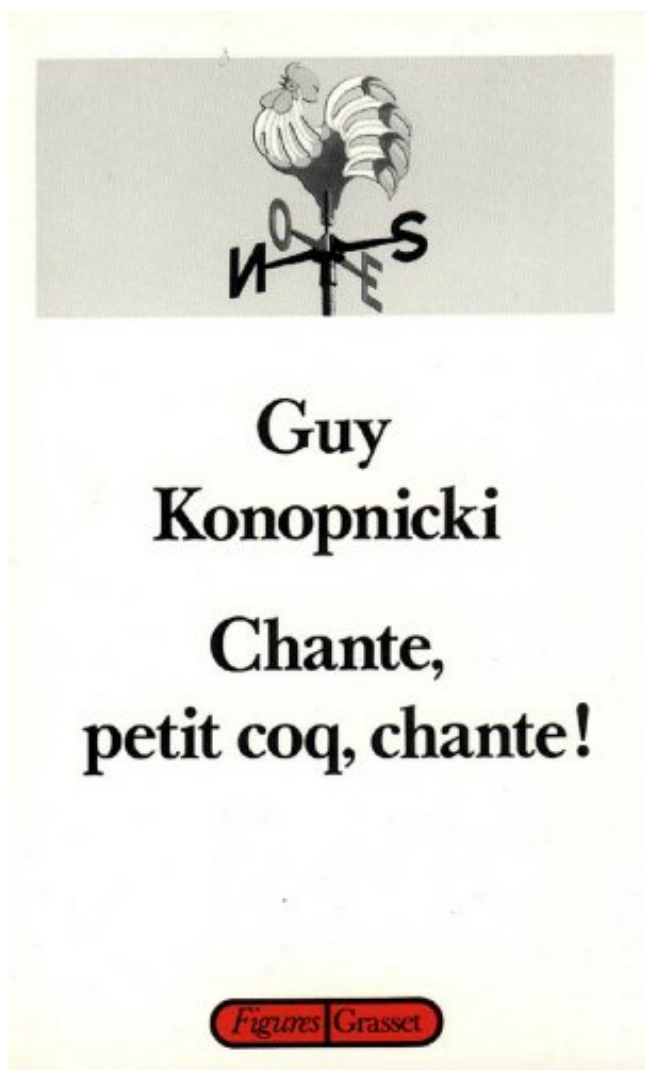 O
S
N
E
Guy
Konopnicki
Chante,
petit coq, chante!
Figures Grasset